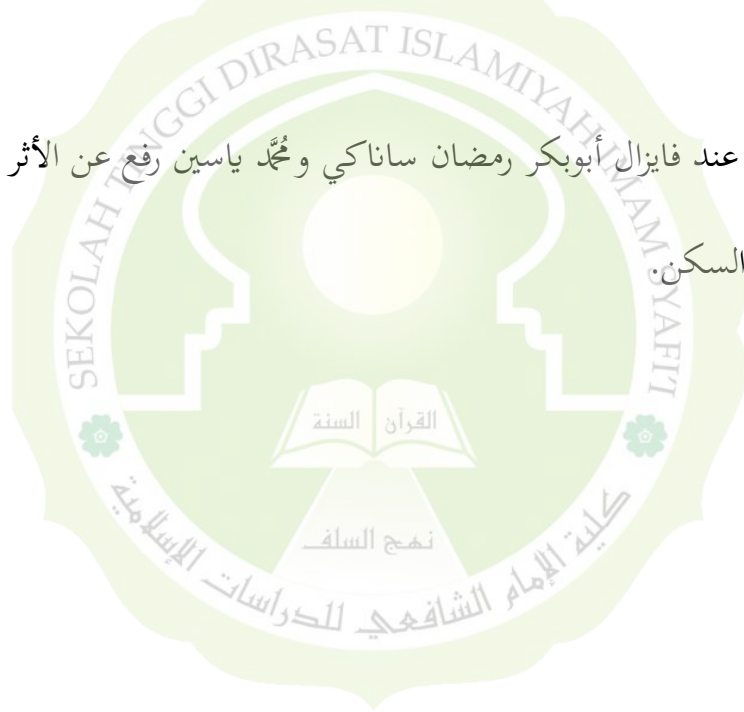 SEKOLAH TINGGI DIRASAT ISLAMIYAH IMAM SYAFI'I
عند فايزال أبوبكر رمضان ساناكي ومُحَّد ياسين رفع عن الأثر
السكن.
القرآن السنة
نهج السلف
كلية الإمام الشافعي للدراسات الإسلامية